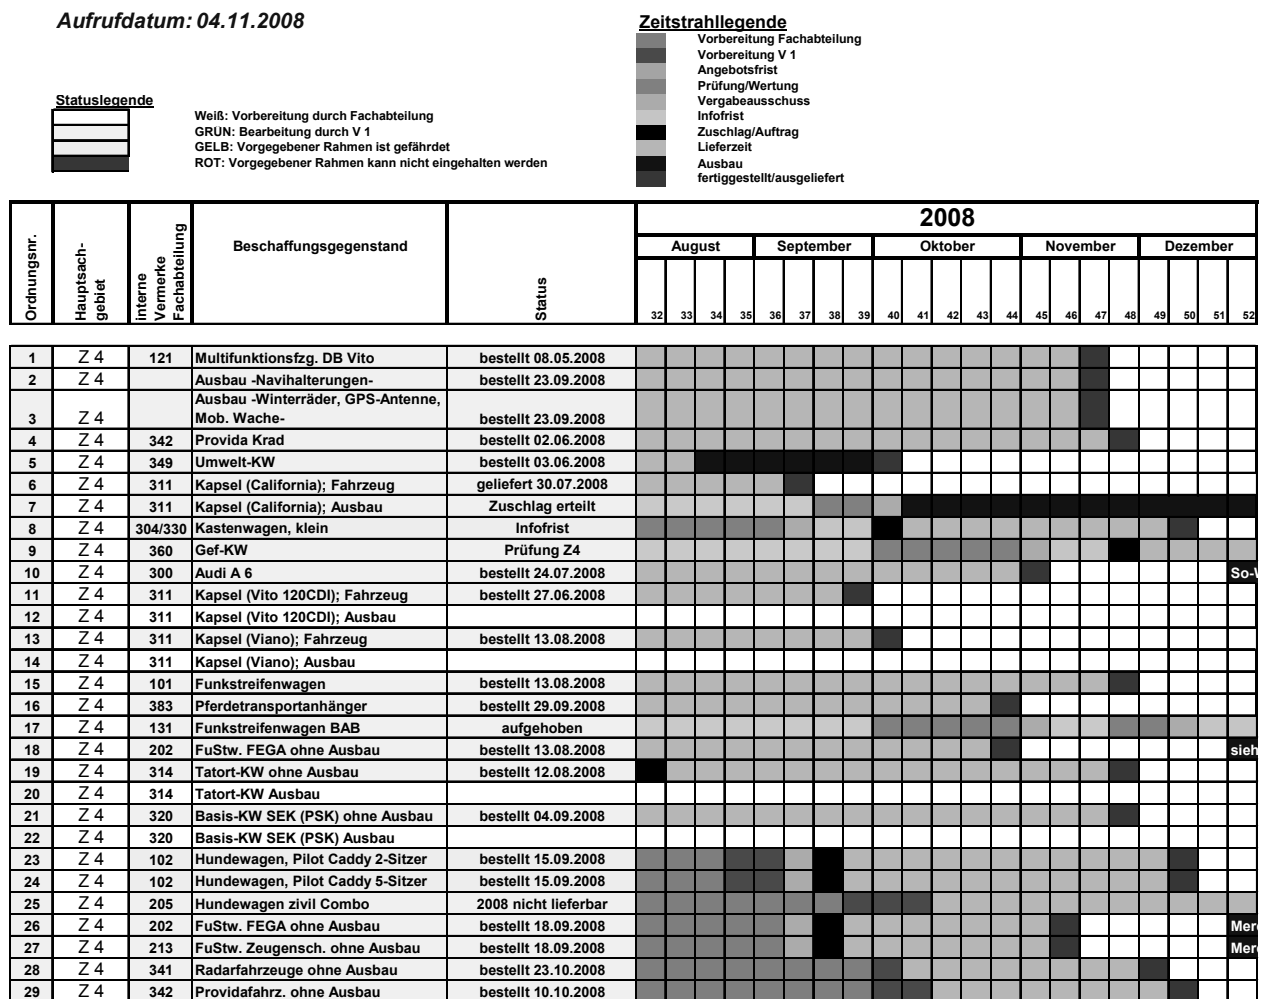 Aufrufdatum: 04.11.2008
Zeitstrahllegende
Vorbereitung Fachabteilung
Vorbereitung V 1
Angebotsfrist
Prüfung/Wertung
Vergabeausschuss
Infofrist
Zuschlag/Auftrag
Lieferzeit
Ausbau
fertiggestellt/ausgeliefert
Statuslegende
Weiß: Vorbereitung durch Fachabteilung
GRÜN: Bearbeitung durch V 1
GELB: Vorgegebener Rahmen ist gefährdet
ROT: Vorgegebener Rahmen kann nicht eingehalten werden
Ordnungsnr.
Hauptsach-
gebiet
interne
Vermerke
Fachabteilung
Beschaffungsgegenstand
Status
2008
August September Oktober November Dezember
32 33 34 35 36 37 38 39 40 41 42 43 44 45 46 47 48 49 50 51 52
1 Z 4 121 Multifunktionsfzg. DB Vito bestellt 08.05.2008
2 Z 4 Ausbau -Navihalterungen- bestellt 23.09.2008
Ausbau -Winterräder, GPS-Antenne,
3 Z 4 Mob. Wache- bestellt 23.09.2008
4 Z 4 342 Provida Krad bestellt 02.06.2008
5 Z 4 349 Umwelt-KW bestellt 03.06.2008
6 Z 4 311 Kapsel (California); Fahrzeug geliefert 30.07.2008
7 Z 4 311 Kapsel (California); Ausbau Zuschlag erteilt
8 Z 4 304/330 Kastenwagen, klein Infofrist
9 Z 4 360 Gef-KW Prüfung Z4
10 Z 4 300 Audi A 6 bestellt 24.07.2008
11 Z 4 311 Kapsel (Vito 120CDI); Fahrzeug bestellt 27.06.2008
12 Z 4 311 Kapsel (Vito 120CDI); Ausbau
13 Z 4 311 Kapsel (Viano); Fahrzeug bestellt 13.08.2008
14 Z 4 311 Kapsel (Viano); Ausbau
15 Z 4 101 Funkstreifenwagen bestellt 13.08.2008
16 Z 4 383 Pferdetransportanhänger bestellt 29.09.2008
17 Z 4 131 Funkstreifenwagen BAB aufgehoben
18 Z 4 202 FuStw. FEGA ohne Ausbau bestellt 13.08.2008 sieh
19 Z 4 314 Tatort-KW ohne Ausbau bestellt 12.08.2008
20 Z 4 314 Tatort-KW Ausbau
21 Z 4 320 Basis-KW SEK (PSK) ohne Ausbau bestellt 04.09.2008
22 Z 4 320 Basis-KW SEK (PSK) Ausbau
23 Z 4 102 Hundewagen, Pilot Caddy 2-Sitzer bestellt 15.09.2008
24 Z 4 102 Hundewagen, Pilot Caddy 5-Sitzer bestellt 15.09.2008
25 Z 4 205 Hundewagen zivil Combo 2008 nicht lieferbar
26 Z 4 202 FuStw. FEGA ohne Ausbau bestellt 18.09.2008
27 Z 4 213 FuStw. Zeugensch. ohne Ausbau bestellt 18.09.2008
28 Z 4 341 Radarfahrzeuge ohne Ausbau bestellt 23.10.2008
29 Z 4 342 Providafahrz. ohne Ausbau bestellt 10.10.2008